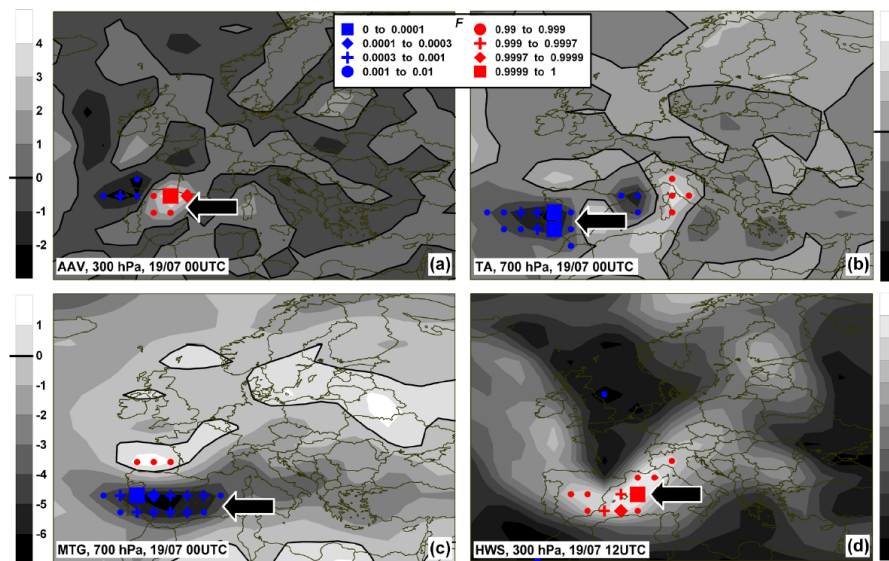 F
0 to 0.0001
0.0001 to 0.0003
0.0003 to 0.001
0.001 to 0.01
0.99 to 0.999
0.999 to 0.9997
0.9997 to 0.9999
0.9999 to 1
4
3
2
1
0
-1
-2
AAV, 300 hPa, 19/07 00UTC
(a)
TA, 700 hPa, 19/07 00UTC
(b)
1
0
-1
-2
-3
-4
-5
-6
MTG, 700 hPa, 19/07 00UTC
(c)
HWS, 300 hPa, 19/07 12UTC
(d)